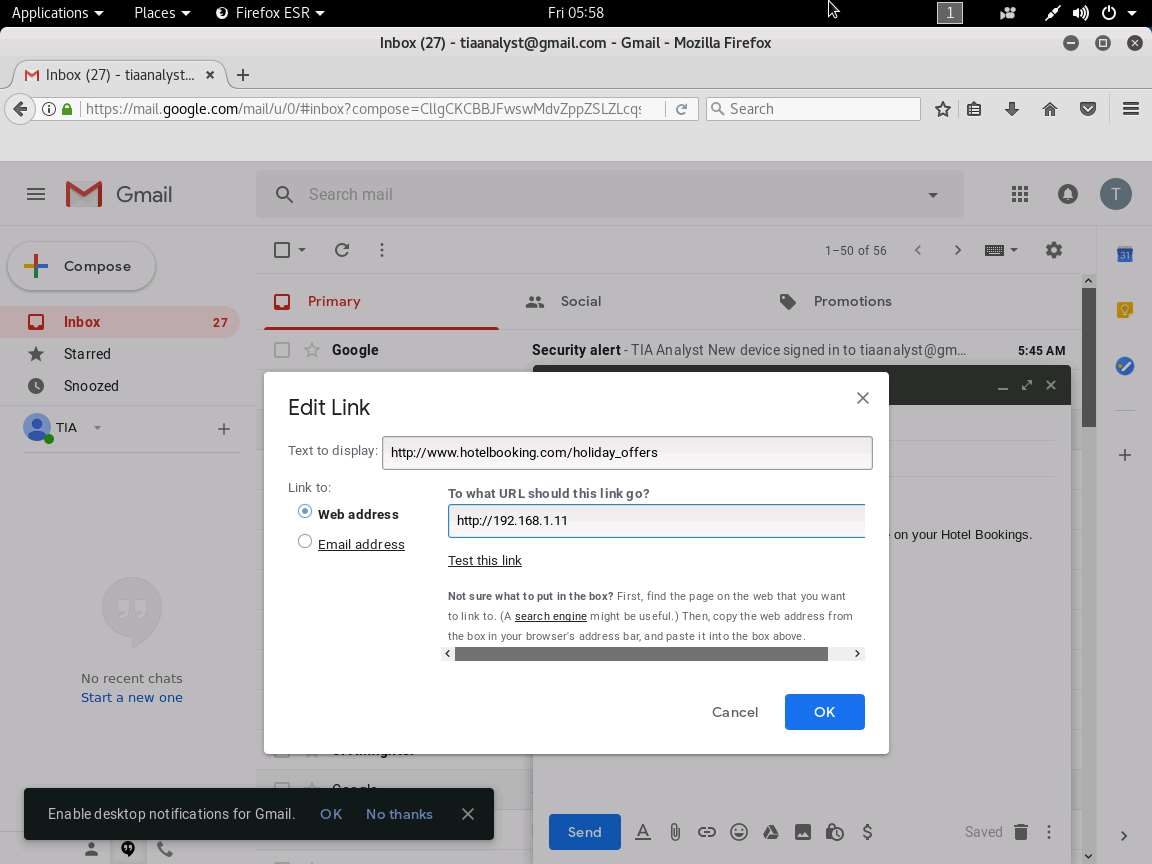 Applications Places Firefox ESR Fri 05:58 1
Inbox (27) - tiaanalyst@gmail.com - Gmail - Mozilla Firefox
Inbox (27) - tiaanalyst...
https://mail.google.com/mail/u/0/#inbox?compose=CllgCKCBBJFwswMdvZppZSLZLcqs Search
Gmail Search mail T
Compose 1–50 of 56
Primary Social Promotions 31
Inbox 27
Google Security alert - TIA Analyst New device signed in to tiaanalyst@gm... 5:45 AM
Starred
Snoozed
TIA
Edit Link
Text to display: http://www.hotelbooking.com/holiday_offers
Link to: To what URL should this link go?
Web address http://192.168.1.11
Email address on your Hotel Bookings.
Test this link
Not sure what to put in the box? First, find the page on the web that you want
to link to. (A search engine might be useful.) Then, copy the web address from
the box in your browser's address bar, and paste it into the box above.
No recent chats
Start a new one
Cancel OK
Google
Enable desktop notifications for Gmail. OK No thanks
Send Saved